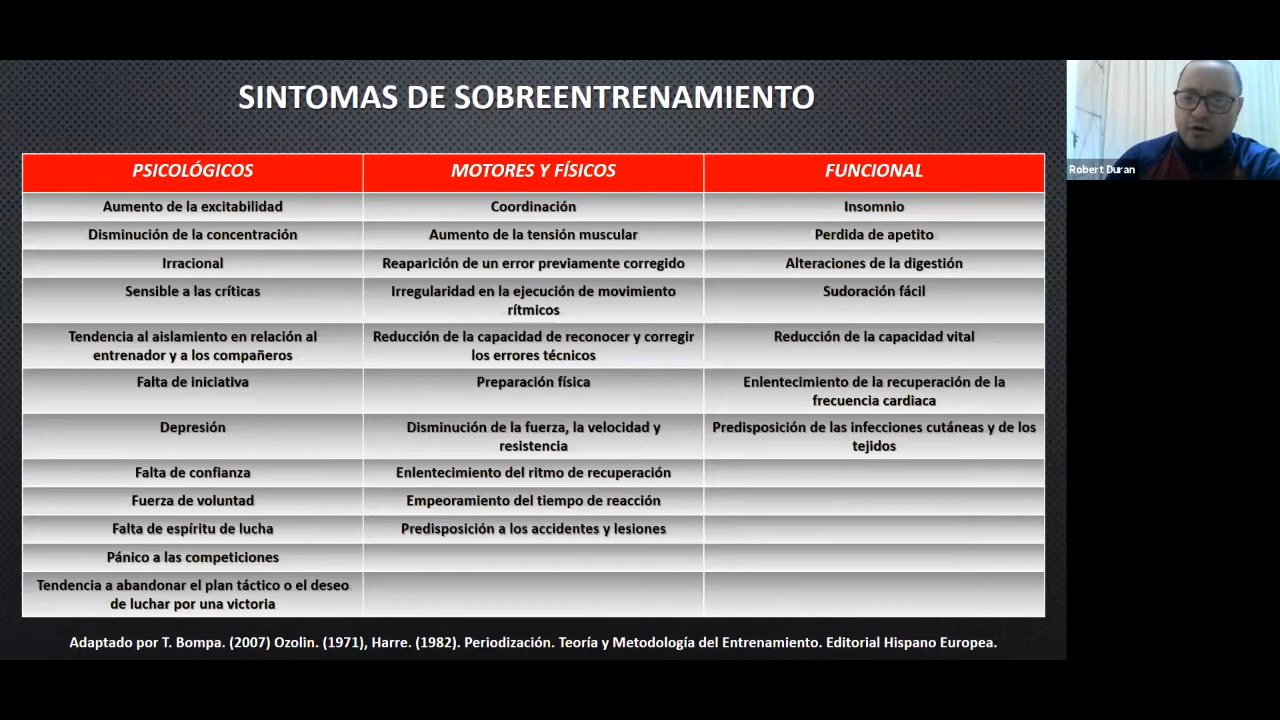 SINTOMAS DE SOBREENTRENAMIENTO
Robert Duran
PSICOLÓGICOS
MOTORES Y FÍSICOS
FUNCIONAL
Aumento de la excitabilidad
Coordinación
Insomnio
Disminución de la concentración
Aumento de la tensión muscular
Perdida de apetito
Irracional
Reaparición de un error previamente corregido
Alteraciones de la digestión
Sensible a las críticas
Irregularidad en la ejecución de movimiento
rítmicos
Sudoración fácil
Tendencia al aislamiento en relación al
entrenador y a los compañeros
Reducción de la capacidad de reconocer y corregir
los errores técnicos
Reducción de la capacidad vital
Falta de iniciativa
Preparación física
Enlentecimiento de la recuperación de la
frecuencia cardiaca
Depresión
Disminución de la fuerza, la velocidad y
resistencia
Predisposición de las infecciones cutáneas y de los
tejidos
Falta de confianza
Enlentecimiento del ritmo de recuperación
Fuerza de voluntad
Empeoramiento del tiempo de reacción
Falta de espíritu de lucha
Predisposición a los accidentes y lesiones
Pánico a las competiciones
Tendencia a abandonar el plan táctico o el deseo
de luchar por una victoria
Adaptado por T. Bompa. (2007) Ozolin. (1971), Harre. (1982). Periodización. Teoría y Metodología del Entrenamiento. Editorial Hispano Europea.